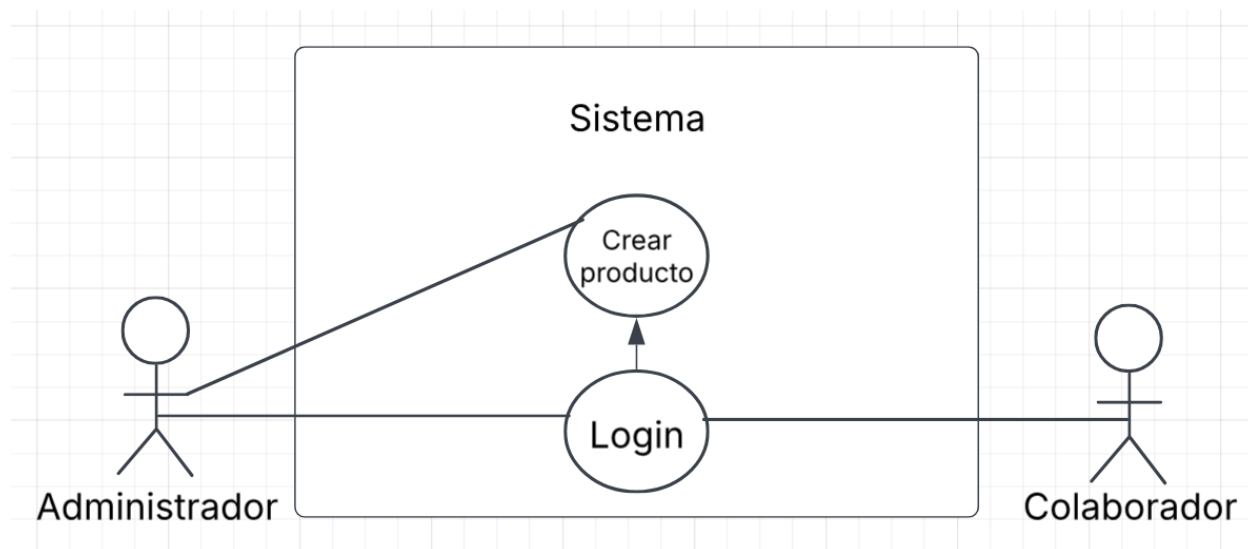 Sistema
Crear
producto
Login
Administrador
Colaborador